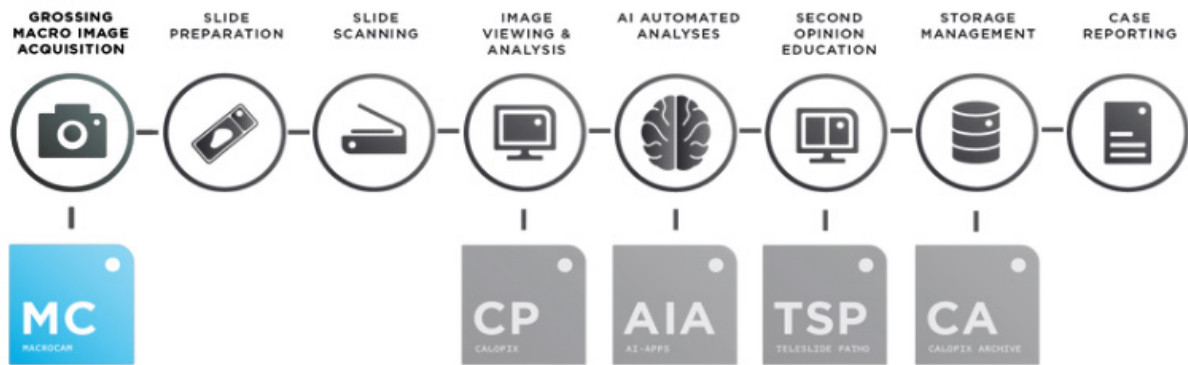 GROSSING
MACRO IMAGE
ACQUISITION
SLIDE
PREPARATION
SLIDE
SCANNING
IMAGE
VIEWING &
ANALYSIS
AI AUTOMATED
ANALYSES
SECOND
OPINION
EDUCATION
STORAGE
MANAGEMENT
CASE
REPORTING
MC
MACROCAM
CP
CALOPIX
AIA
AI-APPS
TSP
TELESLIDE PATHO
CA
CALOPIX ARCHIVE